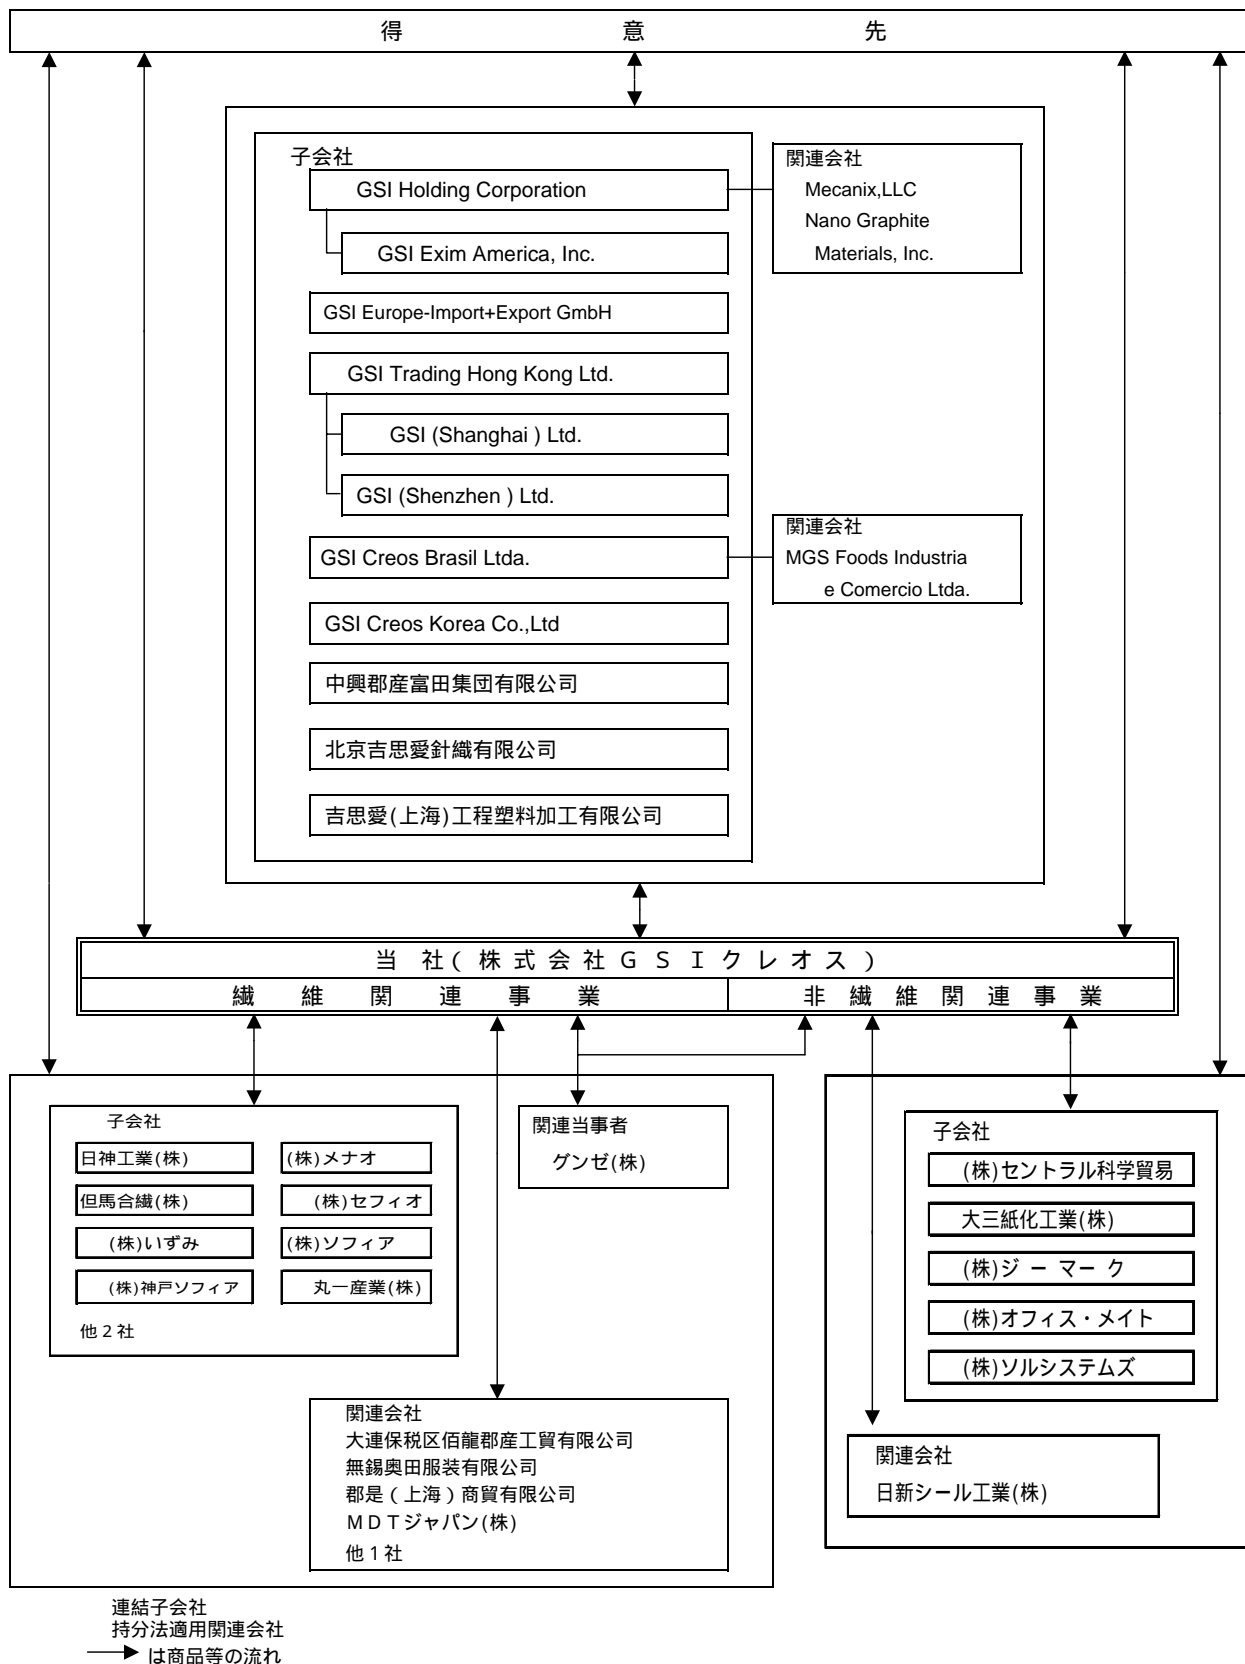 得意先
子会社
GSI Holding Corporation
GSI Exim America, Inc.
GSI Europe-Import+Export GmbH
GSI Trading Hong Kong Ltd.
GSI (Shanghai ) Ltd.
GSI (Shenzhen ) Ltd.
GSI Creos Brasil Ltda.
GSI Creos Korea Co.,Ltd
中興郡産富田集団有限公司
北京吉思愛針織有限公司
吉思愛(上海)工程塑料加工有限公司
関連会社
Mecanix,LLC
Nano Graphite
Materials, Inc.
関連会社
MGS Foods Industria
e Comercio Ltda.
当社(株式会社ＧＳＩクレオス)
繊維関連事業
非繊維関連事業
子会社
日神工業(株)
(株)メナオ
但馬合繊(株)
(株)セフィオ
(株)いずみ
(株)ソフィア
(株)神戸ソフィア
丸一産業(株)
他２社
関連当事者
グンゼ(株)
関連会社
大連保税区佰龍郡産工貿有限公司
無錫奥田服装有限公司
郡是（上海）商貿有限公司
ＭＤＴジャパン(株)
他１社
子会社
(株)セントラル科学貿易
大三紙化工業(株)
(株)ジーマーク
(株)オフィス・メイト
(株)ソルシステムズ
関連会社
日新シール工業(株)
連結子会社
持分法適用関連会社
は商品等の流れ